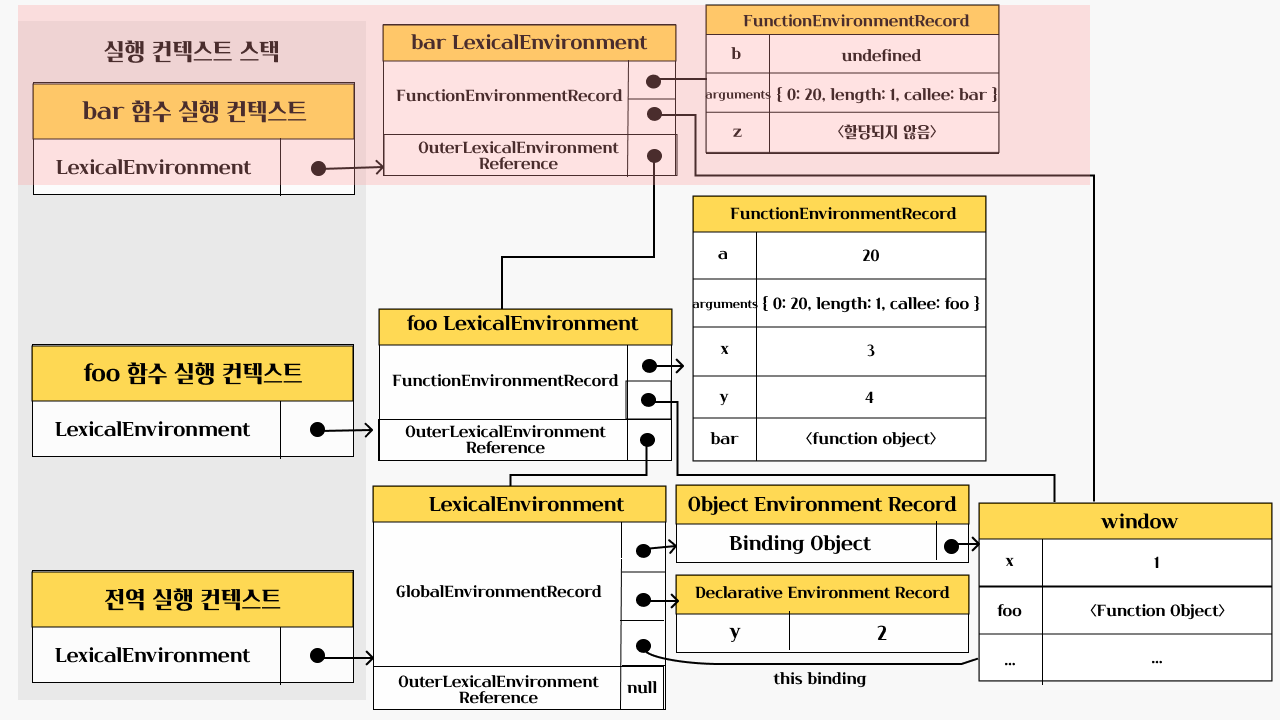 실행 컨텍스트 스택
bar 함수 실행 컨텍스트
LexicalEnvironment
bar LexicalEnvironment
FunctionEnvironmentRecord
OuterLexicalEnvironment
Reference
FunctionEnvironmentRecord
b undefined
arguments { 0: 20, length: 1, callee: bar }
z <할당되지 않음>
foo 함수 실행 컨텍스트
LexicalEnvironment
foo LexicalEnvironment
FunctionEnvironmentRecord
OuterLexicalEnvironment
Reference
FunctionEnvironmentRecord
a 20
arguments { 0: 20, length: 1, callee: foo }
x 3
y 4
bar <function object>
전역 실행 컨텍스트
LexicalEnvironment
LexicalEnvironment
GlobalEnvironmentRecord
OuterLexicalEnvironment
Reference
null
Object Environment Record
Binding Object
Declarative Environment Record
y 2
this binding
window
x 1
foo <Function Object>
... ...